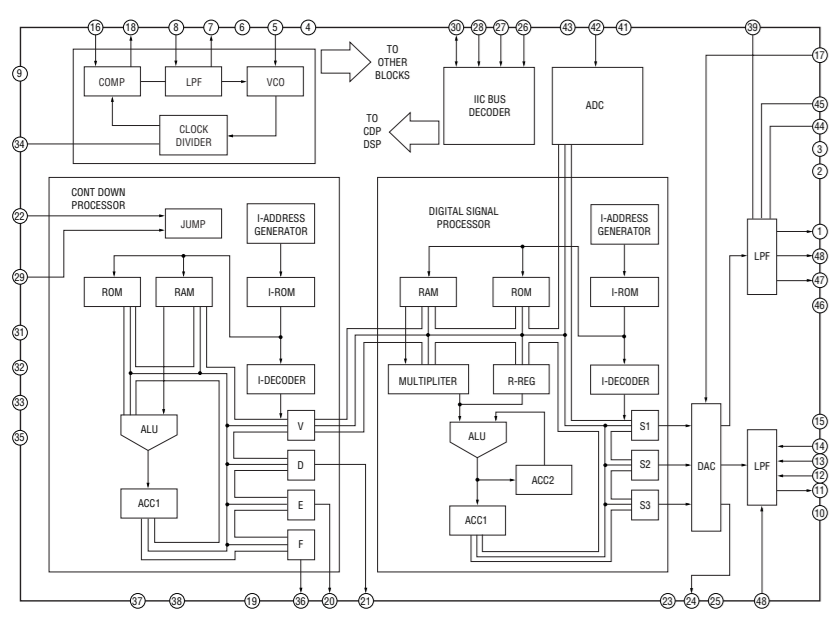 16 18 8 7 6 5 4 30 28 27 26 43 42 41 39
9
34
22
29
31
32
33
35
COMP
LPF
VCO
CLOCK
DIVIDER
TO
OTHER
BLOCKS
TO
CDP
DSP
IIC BUS
DECODER
ADC
CONT DOWN
PROCESSOR
JUMP
I-ADDRESS
GENERATOR
ROM
RAM
I-ROM
I-DECODER
ALU
ACC1
V
D
E
F
DIGITAL SIGNAL
PROCESSOR
I-ADDRESS
GENERATOR
RAM
ROM
I-ROM
MULTIPLITER
R-REG
I-DECODER
ALU
ACC2
ACC1
S1
S2
S3
DAC
LPF
LPF
17
45
44
3
2
1
48
47
46
15
14
13
12
11
10
37 38 19 36 20 21 23 24 25 48